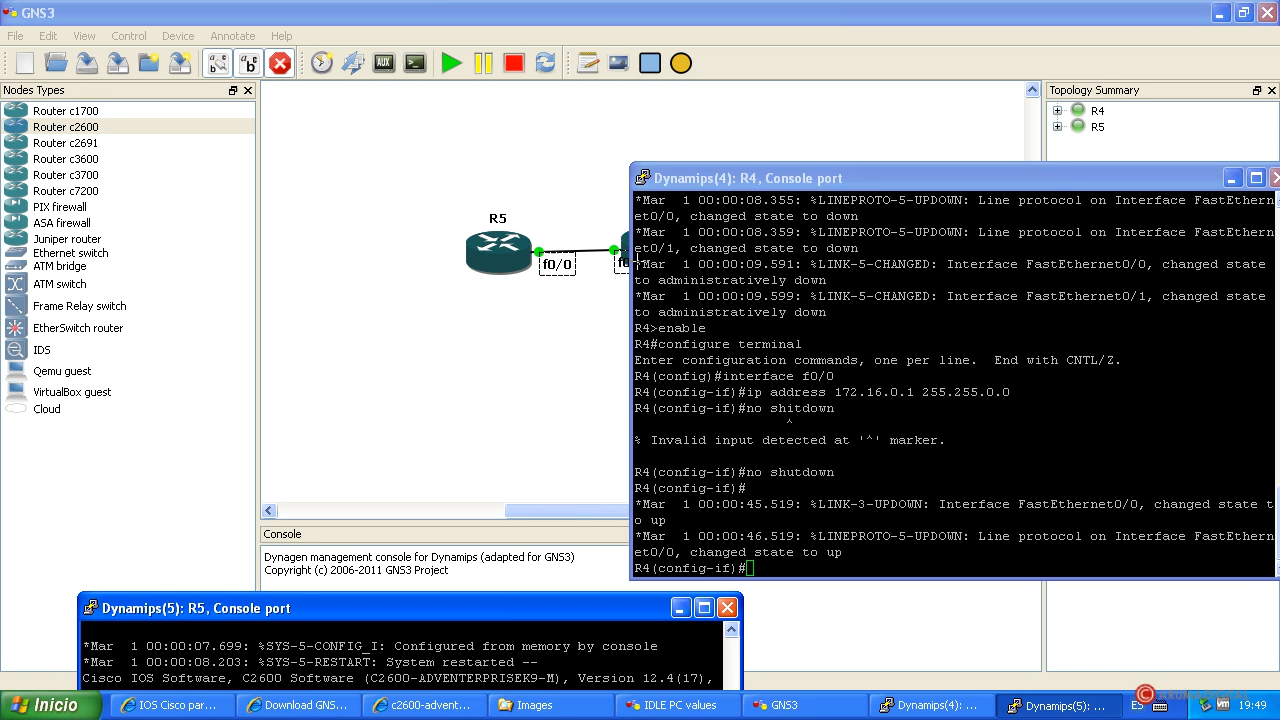 GNS3
File Edit View Control Device Annotate Help
Nodes Types
Router c1700
Router c2600
Router c2691
Router c3600
Router c3700
Router c7200
PIX firewall
ASA firewall
Juniper router
Ethernet switch
ATM bridge
ATM switch
Frame Relay switch
EtherSwitch router
IDS
Qemu guest
VirtualBox guest
Cloud
R5
f0/0
Topology Summary
R4
R5
Dynamips(4): R4, Console port
*Mar 1 00:00:08.355: %LINEPROTO-5-UPDOWN: Line protocol on Interface FastEthern
et0/0, changed state to down
*Mar 1 00:00:08.359: %LINEPROTO-5-UPDOWN: Line protocol on Interface FastEthern
et0/1, changed state to down
*Mar 1 00:00:09.591: %LINK-5-CHANGED: Interface FastEthernet0/0, changed state
to administratively down
*Mar 1 00:00:09.599: %LINK-5-CHANGED: Interface FastEthernet0/1, changed state
to administratively down
R4>enable
R4#configure terminal
Enter configuration commands, one per line. End with CNTL/Z.
R4(config)#interface f0/0
R4(config-if)#ip address 172.16.0.1 255.255.0.0
R4(config-if)#no shitdown
^
% Invalid input detected at '^' marker.
R4(config-if)#no shutdown
R4(config-if)#
*Mar 1 00:00:45.519: %LINK-3-UPDOWN: Interface FastEthernet0/0, changed state t
o up
*Mar 1 00:00:46.519: %LINEPROTO-5-UPDOWN: Line protocol on Interface FastEthern
et0/0, changed state to up
R4(config-if)#
Console
Dynagen management console for Dynamips (adapted for GNS3)
Copyright (c) 2006-2011 GNS3 Project
Dynamips(5): R5, Console port
*Mar 1 00:00:07.699: %SYS-5-CONFIG_I: Configured from memory by console
*Mar 1 00:00:08.203: %SYS-5-RESTART: System restarted --
Cisco IOS Software, C2600 Software (C2600-ADVENTERPRISEK9-M), Version 12.4(17),
Inicio
IOS Cisco par...
Download GNS...
c2600-advent...
Images
IDLE PC values
GNS3
Dynamips(4): ...
Dynamips(5): ...
ES
19:49